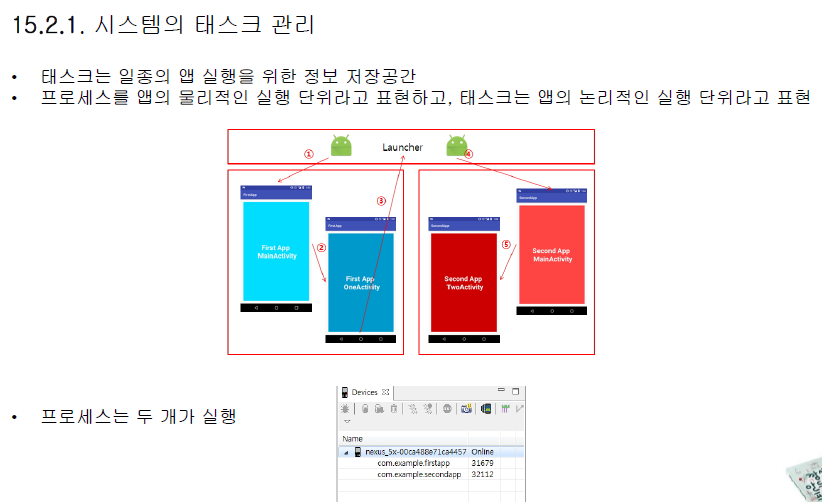 15.2.1. 시스템의 태스크 관리
• 태스크는 일종의 앱 실행을 위한 정보 저장공간
• 프로세스를 앱의 물리적인 실행 단위라고 표현하고, 태스크는 앱의 논리적인 실행 단위라고 표현
① Launcher ④
③
FirstApp
SecondApp
FirstApp
SecondApp
② ⑤
First App
MainActivity
Second App
MainActivity
First App
OneActivity
Second App
TwoActivity
• 프로세스는 두 개가 실행
Devices
Name
nexus_5x-00ca488e71ca4457 Online
com.example.firstapp 31679
com.example.secondapp 32112